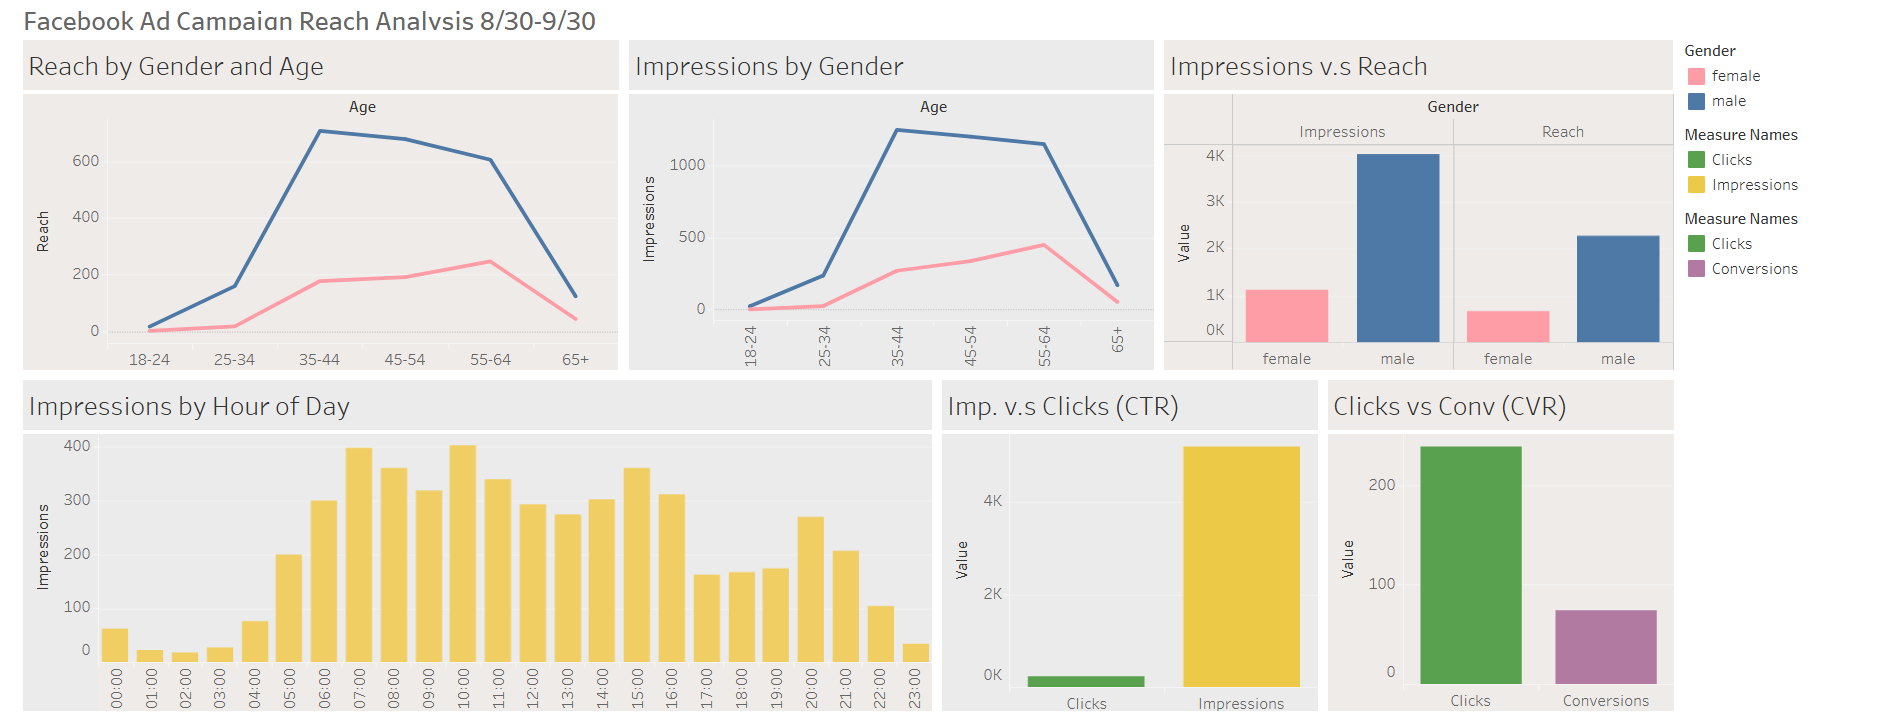 Facebook Ad Campaign Reach Analysis 8/30-9/30
Reach by Gender and Age
Age
Reach
600
400
200
0
18-24 25-34 35-44 45-54 55-64 65+
Impressions by Gender
Age
Impressions
1000
500
0
18-24 25-34 35-44 45-54 55-64 65+
Impressions v.s Reach
Gender
Impressions Reach
Value
4K
3K
2K
1K
0K
female male female male
Gender
female
male
Measure Names
Clicks
Impressions
Measure Names
Clicks
Conversions
Impressions by Hour of Day
Impressions
400
300
200
100
0
00:00 01:00 02:00 03:00 04:00 05:00 06:00 07:00 08:00 09:00 10:00 11:00 12:00 13:00 14:00 15:00 16:00 17:00 18:00 19:00 20:00 21:00 22:00 23:00
Imp. v.s Clicks (CTR)
Value
4K
2K
0K
Clicks Impressions
Clicks vs Conv (CVR)
Value
200
100
0
Clicks Conversions